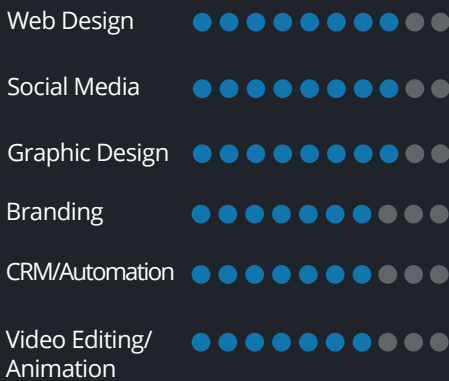 Web Design
Social Media
Graphic Design
Branding
CRM/Automation
Video Editing/
Animation